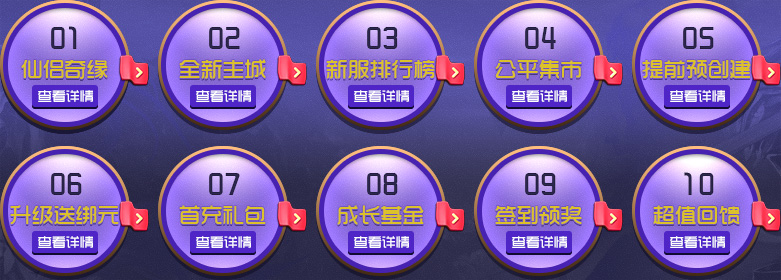 01
仙侣奇缘
查看详情
02
全新主城
查看详情
03
新服排行榜
查看详情
04
公平集市
查看详情
05
提前预创建
查看详情
06
升级送绑元
查看详情
07
首充礼包
查看详情
08
成长基金
查看详情
09
签到领奖
查看详情
10
超值回馈
查看详情